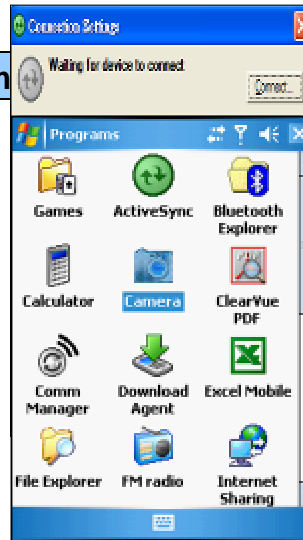 Connection Settings
Waiting for device to connect
Connect...
Programs
Games
ActiveSync
Bluetooth
Explorer
Calculator
Camera
ClearVue
PDF
Comm
Manager
Download
Agent
Excel Mobile
File Explorer
FM radio
Internet
Sharing